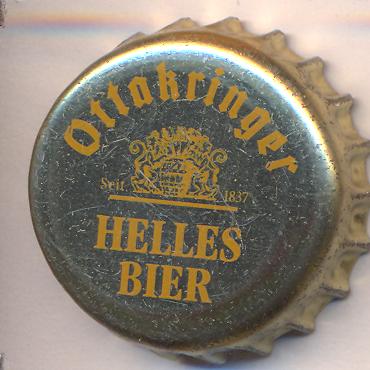 Ottakringer
Seit 1837
HELLES
BIER